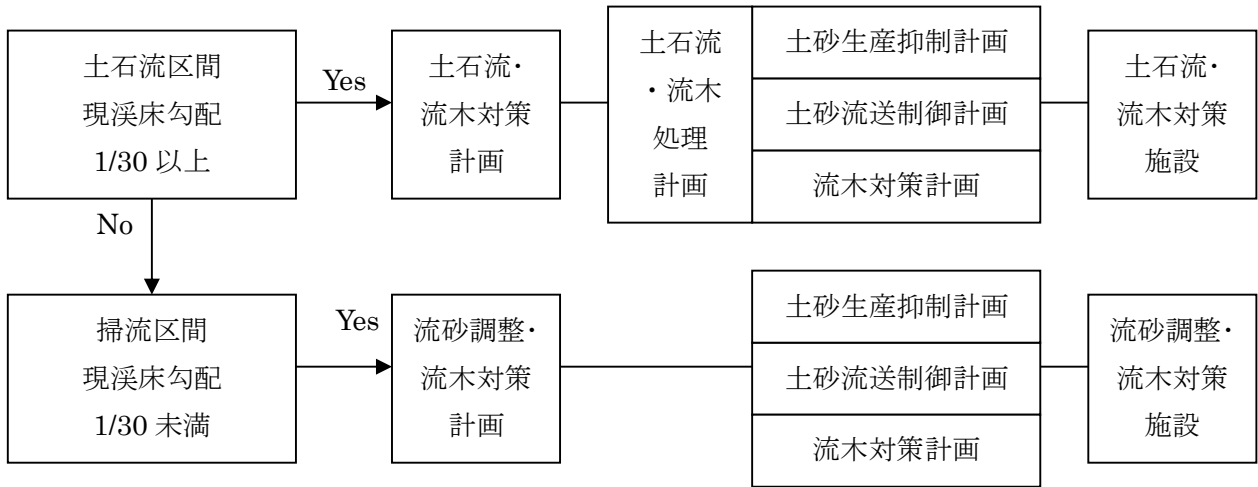 土石流区間
現渓床勾配
1/30 以上
Yes
土石流・
流木対策
計画
土石流
・流木
処理
計画
土砂生産抑制計画
土砂流送制御計画
流木対策計画
土石流・
流木対策
施設
No
掃流区間
現渓床勾配
1/30 未満
Yes
流砂調整・
流木対策
計画
土砂生産抑制計画
土砂流送制御計画
流木対策計画
流砂調整・
流木対策
施設